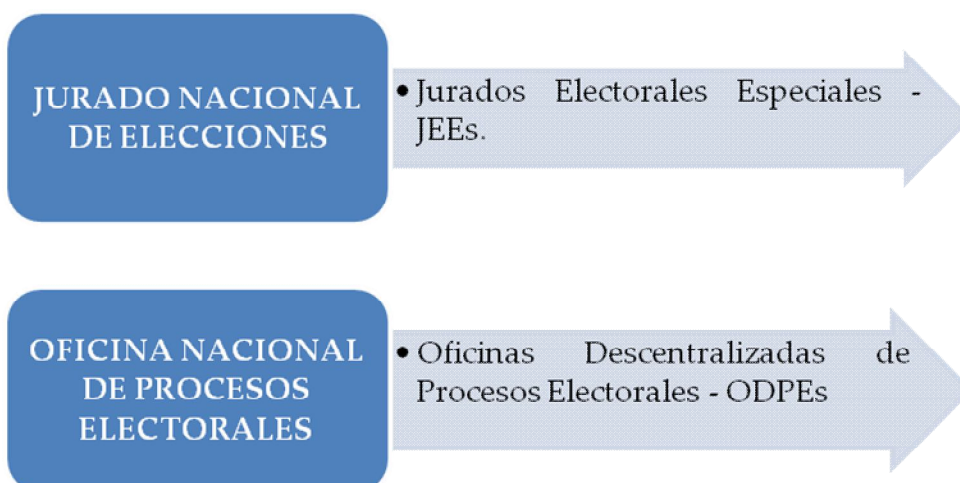 JURADO NACIONAL
DE ELECCIONES
• Jurados Electorales Especiales -
JEEs.
OFICINA NACIONAL
DE PROCESOS
ELECTORALES
• Oficinas Descentralizadas de
Procesos Electorales - ODPEs